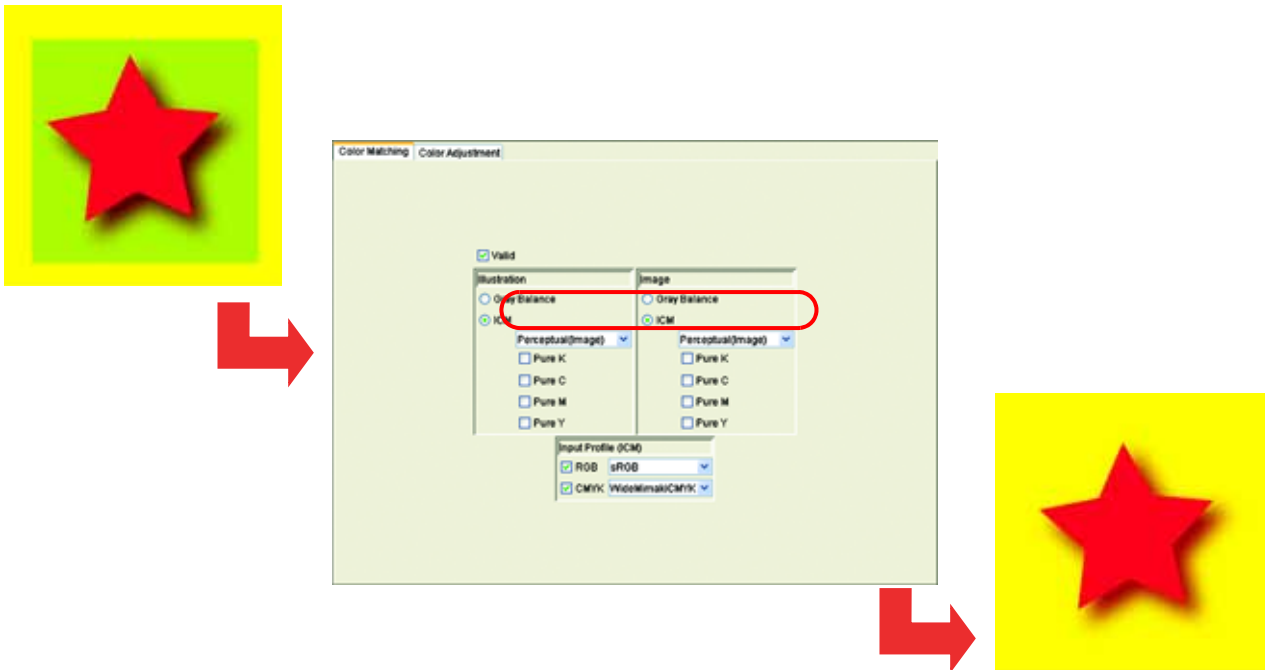 Color Matching Color Adjustment
Valid
Illustration Image
Gray Balance Gray Balance
ICM ICM
Perceptual(Image) Perceptual(Image)
Pure K Pure K
Pure C Pure C
Pure M Pure M
Pure Y Pure Y
Input Profile (ICM)
RGB sRGB
CMYK WideMimakiCMYK